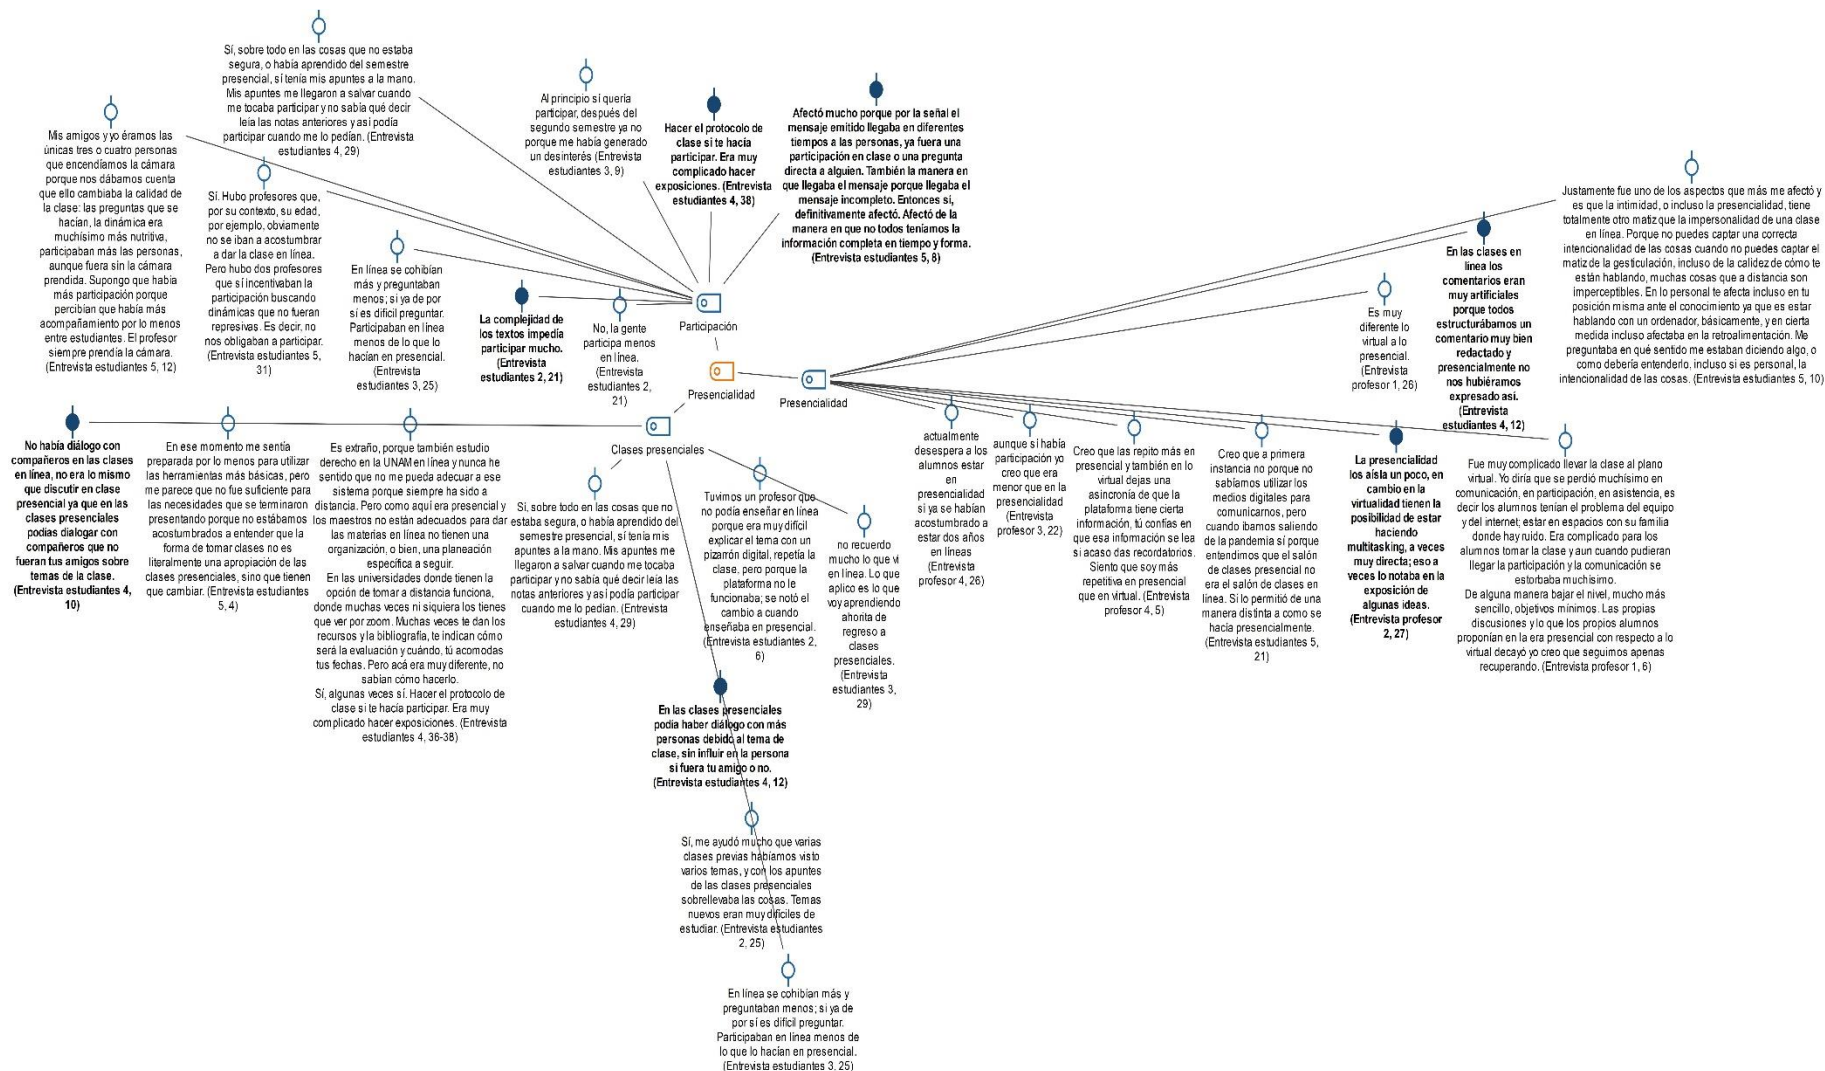 Sí, sobre todo en las cosas que no estaba
segura, o había aprendido del semestre
presencial, sí tenía mis apuntes a la mano.
Mis apuntes me llegaron a salvar cuando
me tocaba participar y no sabía qué decir
leía las notas anteriores y así podía
participar cuando me lo pedían. (Entrevista
estudiantes 4, 29)
Mis amigos y yo éramos las
únicas tres o cuatro personas
que encendíamos la cámara
porque nos dábamos cuenta
que ello cambiaba la calidad de
la clase: las preguntas que se
hacían, la dinámica era
muchísimo más nutritiva,
participaban más las personas,
aunque fuera sin la cámara
prendida. Supongo que había
más participación porque
percibían que había más
acompañamiento por lo menos
entre estudiantes. El profesor
siempre prendía la cámara.
(Entrevista estudiantes 5, 12)
Sí. Hubo profesores que,
por su contexto, su edad,
por ejemplo, obviamente
no se iban a acostumbrar
a dar la clase en línea.
Pero hubo dos profesores
que sí incentivaban la
participación buscando
dinámicas que no fueran
represivas. Es decir, no
nos obligaban a participar.
(Entrevista estudiantes 5,
31)
En línea se cohibían
más y preguntaban
menos; si ya de por
sí es difícil preguntar.
Participaban en línea
menos de lo que lo
hacían en presencial.
(Entrevista
estudiantes 3, 25)
Al principio sí quería
participar, después del
segundo semestre ya no
porque me había generado
un desinterés (Entrevista
estudiantes 3, 9)
Hacer el protocolo de
clase si te hacía
participar. Era muy
complicado hacer
exposiciones. (Entrevista
estudiantes 4, 38)
Afectó mucho porque por la señal el
mensaje emitido llegaba en diferentes
tiempos a las personas, ya fuera una
participación en clase o una pregunta
directa a alguien. También la manera en
que llegaba el mensaje porque llegaba el
mensaje incompleto. Entonces sí,
definitivamente afectó. Afectó de la
manera en que no todos teníamos la
información completa en tiempo y forma.
(Entrevista estudiantes 5, 8)
La complejidad de
los textos impedía
participar mucho.
(Entrevista
estudiantes 2, 21)
No, la gente
participa menos
en línea.
(Entrevista
estudiantes 2,
21)
Participación
Presencialidad
Presencialidad
Clases presenciales
Es muy
diferente lo
virtual a lo
presencial.
(Entrevista
profesor 1, 26)
En las clases en
línea los
comentarios eran
muy artificiales
porque todos
estructurábamos un
comentario muy bien
redactado y
presencialmente no
nos hubiéramos
expresado así.
(Entrevista
estudiantes 4, 12)
Justamente fue uno de los aspectos que más me afectó y
es que la intimidad, o incluso la presencialidad, tiene
totalmente otro matiz que la impersonalidad de una clase
en línea. Porque no puedes captar una correcta
intencionalidad de las cosas cuando no puedes captar el
matiz de la gesticulación, incluso de la calidez de cómo te
están hablando, muchas cosas que a distancia son
imperceptibles. En lo personal te afecta incluso en tu
posición misma ante el conocimiento ya que es estar
hablando con un ordenador, básicamente, y en cierta
medida incluso afectaba en la retroalimentación. Me
preguntaba en qué sentido me estaban diciendo algo, o
como debería entenderlo, incluso si es personal, la
intencionalidad de las cosas. (Entrevista estudiantes 5, 10)
No había diálogo con
compañeros en las clases
en línea, no era lo mismo
que discutir en clase
presencial ya que en las
clases presenciales
podías dialogar con
compañeros que no
fueran tus amigos sobre
temas de la clase.
(Entrevista estudiantes 4,
10)
En ese momento me sentía
preparada por lo menos para utilizar
las herramientas más básicas, pero
me parece que no fue suficiente para
las necesidades que se terminaron
presentando porque no estábamos
acostumbrados a entender que la
forma de tomar clases no es
literalmente una apropiación de las
clases presenciales, sino que tienen
que cambiar. (Entrevista estudiantes
5, 4)
Es extraño, porque también estudio
derecho en la UNAM en línea y nunca he
sentido que no me pueda adecuar a ese
sistema porque siempre ha sido a
distancia. Pero como aquí era presencial y
los maestros no están adecuados para dar
las materias en línea no tienen una
organización, o bien, una planeación
específica a seguir.
En las universidades donde tienen la
opción de tomar a distancia funciona,
donde muchas veces ni siquiera los tienes
que ver por zoom. Muchas veces te dan los
recursos y la bibliografía, te indican cómo
será la evaluación y cuándo, tú acomodas
tus fechas. Pero acá era muy diferente, no
sabían cómo hacerlo.
Sí, algunas veces sí. Hacer el protocolo de
clase si te hacía participar. Era muy
complicado hacer exposiciones. (Entrevista
estudiantes 4, 36-38)
Sí, sobre todo en las cosas que no
estaba segura, o había aprendido del
semestre presencial, sí tenía mis
apuntes a la mano. Mis apuntes me
llegaron a salvar cuando me tocaba
participar y no sabía qué decir leía las
notas anteriores y así podía participar
cuando me lo pedían. (Entrevista
estudiantes 4, 29)
Tuvimos un profesor que
no podía enseñar en línea
porque era muy difícil
explicar el tema con un
pizarrón digital, repetía la
clase, pero porque la
plataforma no le
funcionaba; se notó el
cambio a cuando
enseñaba en presencial.
(Entrevista estudiantes 2,
6)
no recuerdo
mucho lo que vi
en línea. Lo que
aplico es lo que
voy aprendiendo
ahorita de
regreso a
clases
presenciales.
(Entrevista
estudiantes 3,
29)
actualmente
desespera a los
alumnos estar
en
presencialidad
si ya se habían
acostumbrado a
estar dos años
en líneas
(Entrevista
profesor 4, 26)
aunque sí había
participación yo
creo que era
menor que en la
presencialidad
(Entrevista
profesor 3, 22)
Creo que las repito más en
presencial y también en lo
virtual dejas una
asincronía de que la
plataforma tiene cierta
información, tú confías en
que esa información se lea
si acaso das recordatorios.
Siento que soy más
repetitiva en presencial
que en virtual. (Entrevista
profesor 4, 5)
Creo que a primera
instancia no porque no
sabíamos utilizar los
medios digitales para
comunicarnos, pero
cuando íbamos saliendo
de la pandemia sí porque
entendimos que el salón
de clases presencial no
era el salón de clases en
línea. Sí lo permitió de una
manera distinta a como se
hacía presencialmente.
(Entrevista estudiantes 5,
21)
La presencialidad
los aísla un poco, en
cambio en la
virtualidad tienen la
posibilidad de estar
haciendo
multitasking, a veces
muy directa; eso a
veces lo notaba en la
exposición de
algunas ideas.
(Entrevista profesor
2, 27)
Fue muy complicado llevar la clase al plano
virtual. Yo diría que se perdió muchísimo en
comunicación, en participación, en asistencia, es
decir los alumnos tenían el problema del equipo
y del internet; estar en espacios con su familia
donde hay ruido. Era complicado para los
alumnos tomar la clase y aun cuando pudieran
llegar la participación y la comunicación se
estorbaba muchísimo.
De alguna manera bajar el nivel, mucho más
sencillo, objetivos mínimos. Las propias
discusiones y lo que los propios alumnos
proponían en la era presencial con respecto a lo
virtual decayó yo creo que seguimos apenas
recuperando. (Entrevista profesor 1, 6)
En las clases presenciales
podía haber diálogo con más
personas debido al tema de
clase, sin influir en la persona
si fuera tu amigo o no.
(Entrevista estudiantes 4, 12)
Sí, me ayudó mucho que varias
clases previas habíamos visto
varios temas, y con los apuntes
de las clases presenciales
sobrellevaba las cosas. Temas
nuevos eran muy difíciles de
estudiar. (Entrevista estudiantes
2, 25)
En línea se cohibían más y
preguntaban menos; si ya de
por sí es difícil preguntar.
Participaban en línea menos de
lo que lo hacían en presencial.
(Entrevista estudiantes 3, 25)